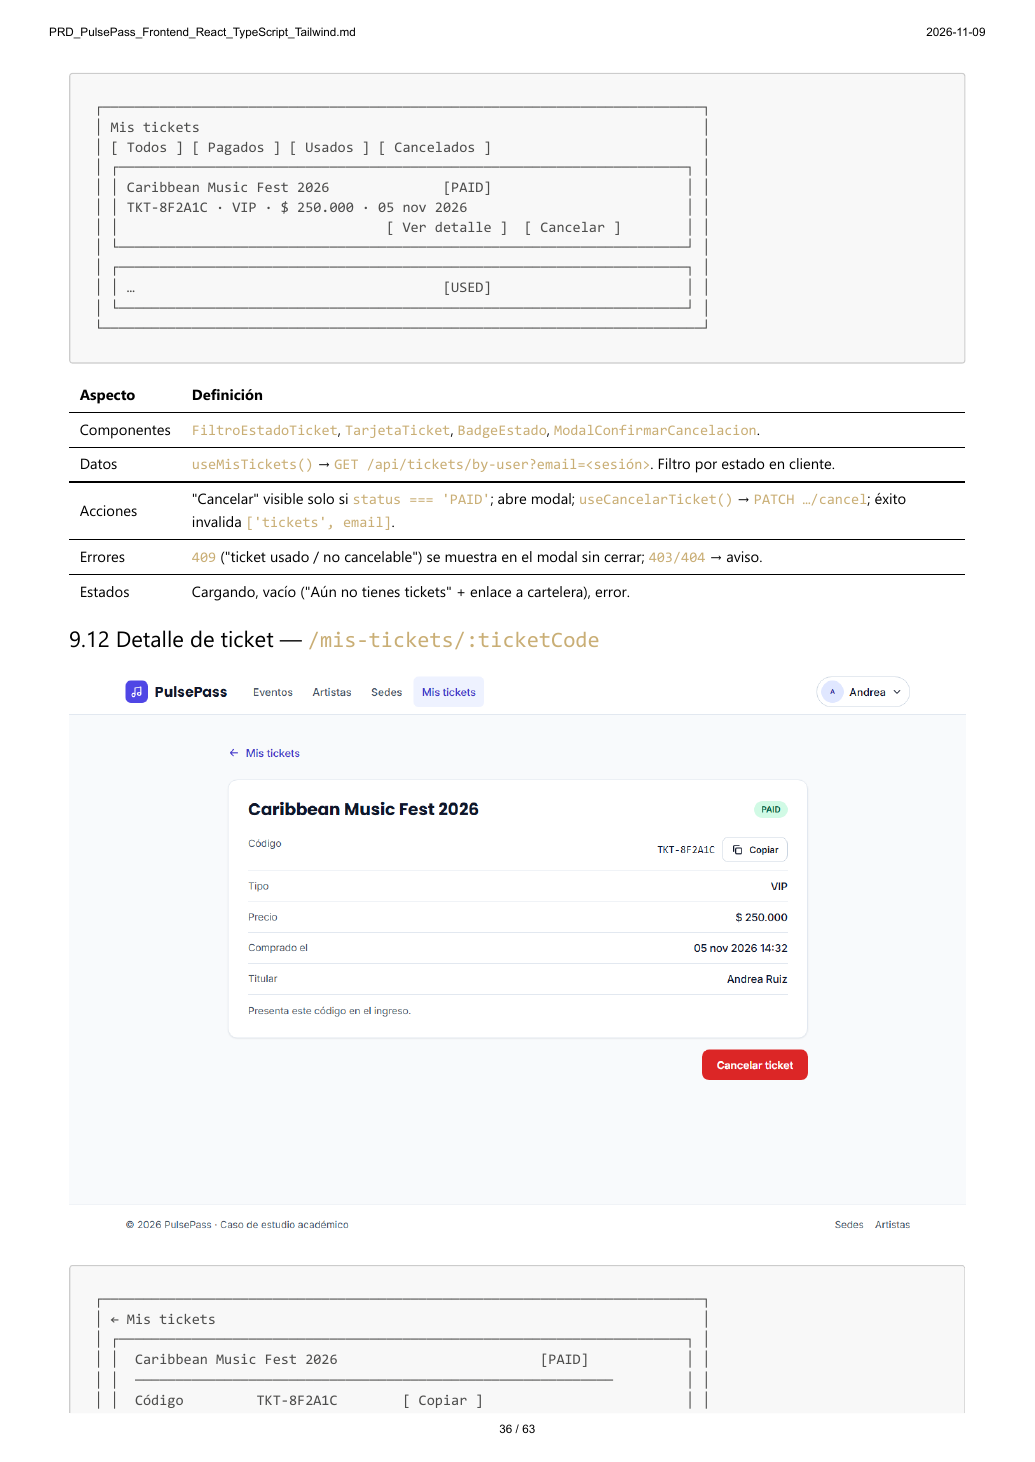 PRD_PulsePass_Frontend_React_TypeScript_Tailwind.md 2026-11-09
Mis tickets
[ Todos ] [ Pagados ] [ Usados ] [ Cancelados ]
Caribbean Music Fest 2026 [PAID]
TKT-8F2A1C · VIP · $ 250.000 · 05 nov 2026
[ Ver detalle ] [ Cancelar ]
… [USED]
Aspecto Definición
Componentes FiltroEstadoTicket, TarjetaTicket, BadgeEstado, ModalConfirmarCancelacion.
Datos useMisTickets() → GET /api/tickets/by-user?email=<sesión>. Filtro por estado en cliente.
Acciones "Cancelar" visible solo si status === 'PAID'; abre modal; useCancelarTicket() → PATCH …/cancel; éxito
invalida ['tickets', email].
Errores 409 ("ticket usado / no cancelable") se muestra en el modal sin cerrar; 403/404 → aviso.
Estados Cargando, vacío ("Aún no tienes tickets" + enlace a cartelera), error.
9.12 Detalle de ticket — /mis-tickets/:ticketCode
PulsePass Eventos Artistas Sedes Mis tickets A Andrea
← Mis tickets
Caribbean Music Fest 2026 PAID
Código TKT-8F2A1C Copiar
Tipo VIP
Precio $ 250.000
Comprado el 05 nov 2026 14:32
Titular Andrea Ruiz
Presenta este código en el ingreso.
Cancelar ticket
© 2026 PulsePass · Caso de estudio académico Sedes Artistas
← Mis tickets
Caribbean Music Fest 2026 [PAID]
Código TKT-8F2A1C [ Copiar ]
36 / 63